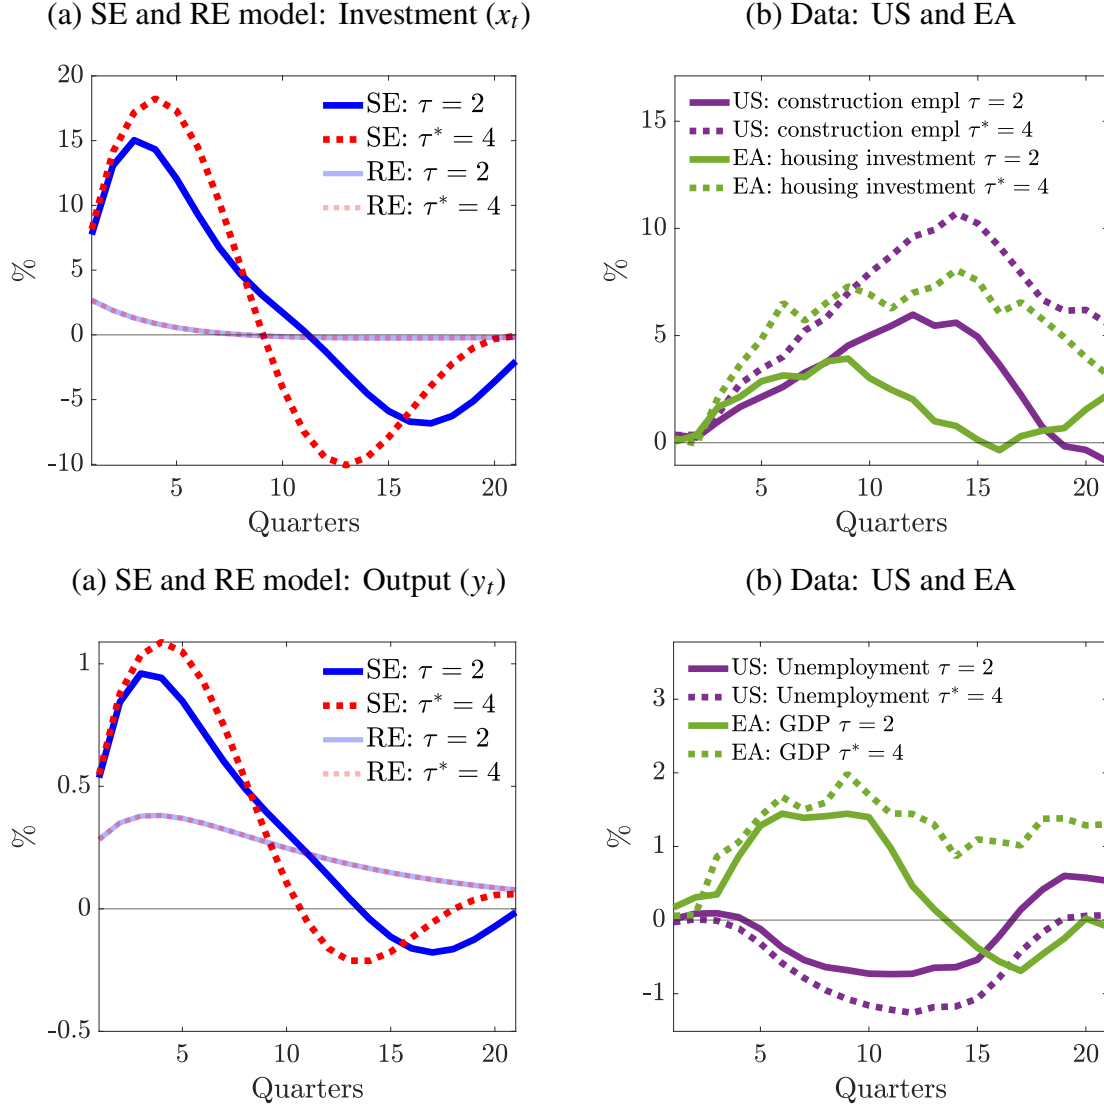 (a) SE and RE model: Investment (xₜ)
20
15
10
5
0
-5
-10
%
5
10
15
20
Quarters
SE: τ = 2
SE: τ* = 4
RE: τ = 2
RE: τ* = 4
(b) Data: US and EA
15
10
5
0
%
5
10
15
20
Quarters
US: construction empl τ = 2
US: construction empl τ* = 4
EA: housing investment τ = 2
EA: housing investment τ* = 4
(a) SE and RE model: Output (yₜ)
1
0.5
0
-0.5
%
5
10
15
20
Quarters
SE: τ = 2
SE: τ* = 4
RE: τ = 2
RE: τ* = 4
(b) Data: US and EA
3
2
1
0
-1
%
5
10
15
20
Quarters
US: Unemployment τ = 2
US: Unemployment τ* = 4
EA: GDP τ = 2
EA: GDP τ* = 4